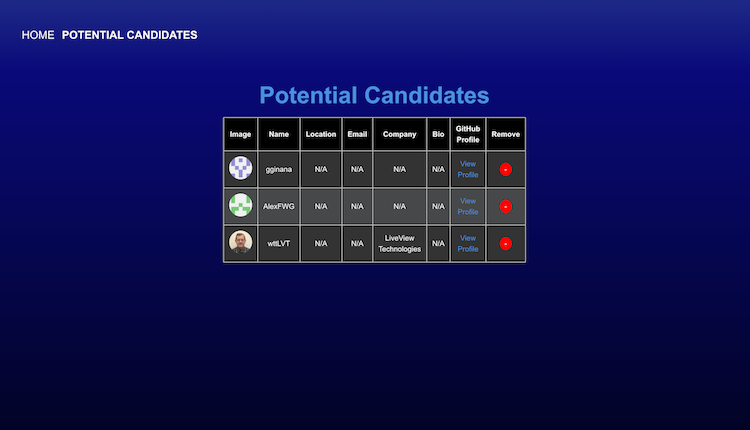 HOME POTENTIAL CANDIDATES
Potential Candidates
Image Name Location Email Company Bio GitHub Profile Remove
gginana N/A N/A N/A N/A View Profile -
AlexFWG N/A N/A N/A N/A View Profile -
wttLVT N/A N/A LiveView Technologies N/A View Profile -